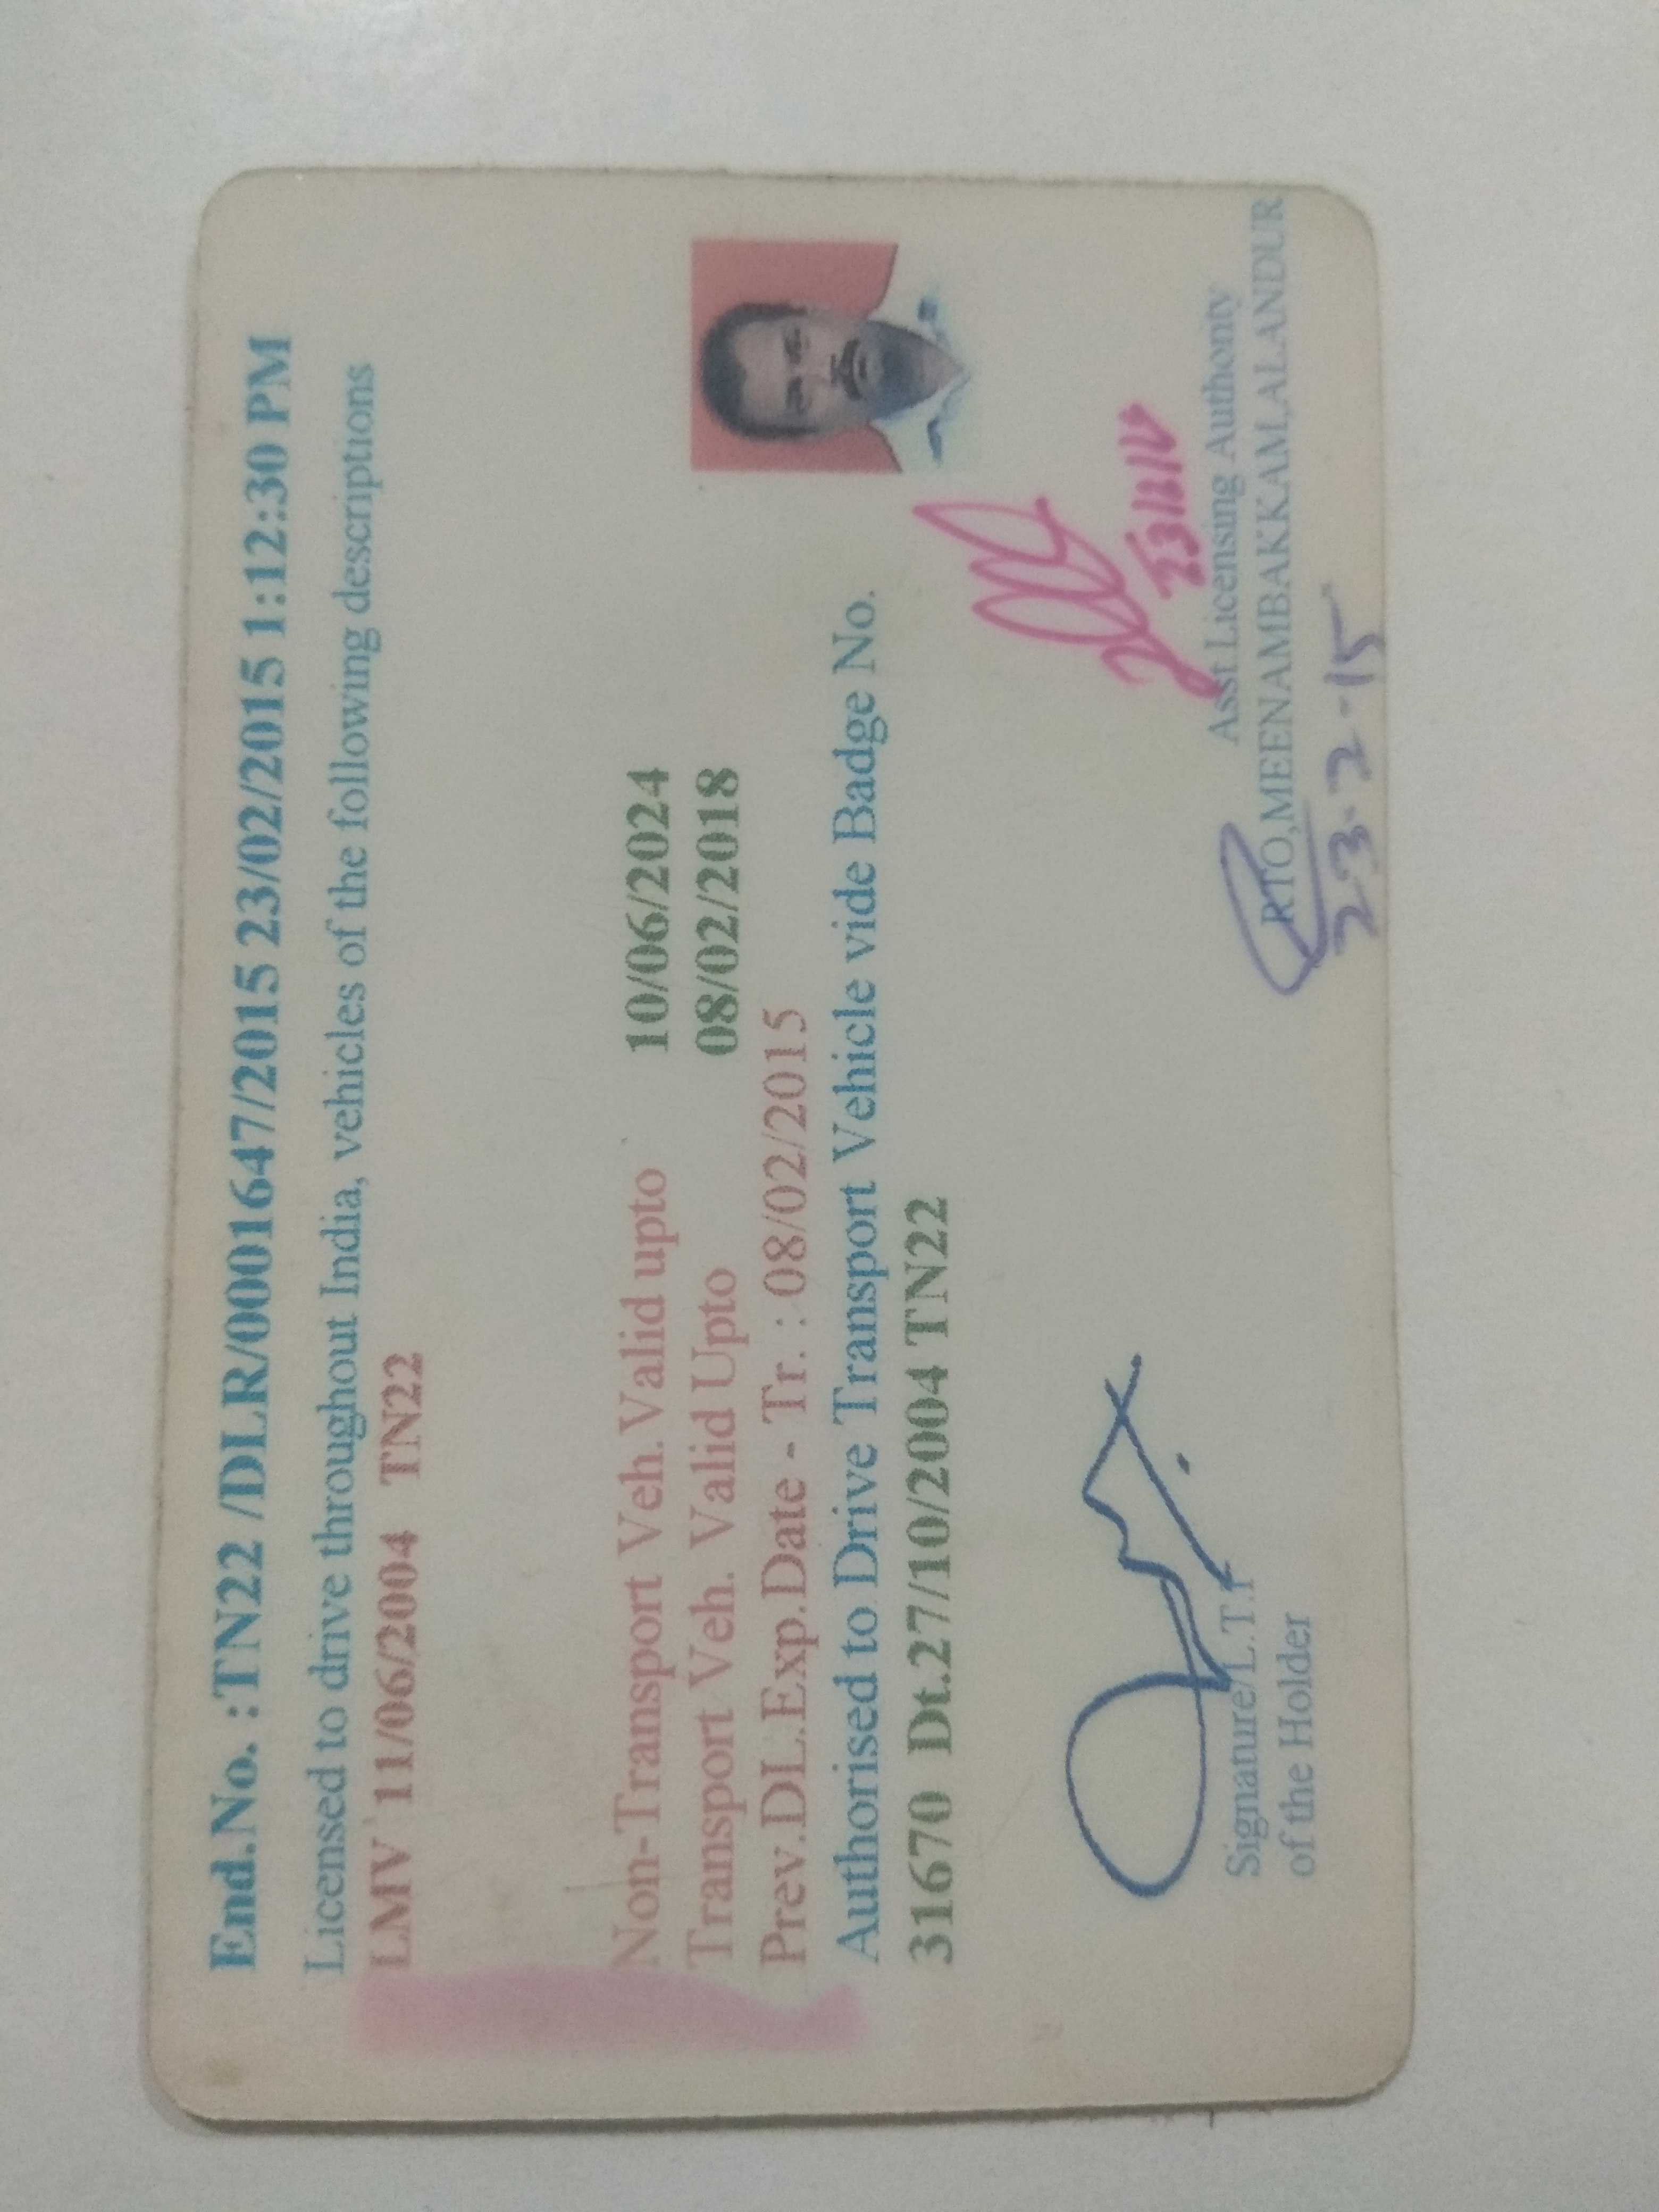 End.No. :TN22 /DLR/0001647/2015 23/02/2015 1:12:30 PM
Licensed to drive throughout India, vehicles of the following descriptions
LMV 11/06/2004 TN22
Non-Transport Veh.Valid upto 10/06/2024
Transport Veh. Valid Upto 08/02/2018
Prev.DL.Exp.Date - Tr. : 08/02/2015
Authorised to Drive Transport Vehicle vide Badge No.
31670 Dt.27/10/2004 TN22
Signature/L.T.I
of the Holder
Asst Licensing Authority
RTO,MEENAMBAKKAM,ALANDUR
23-2-15